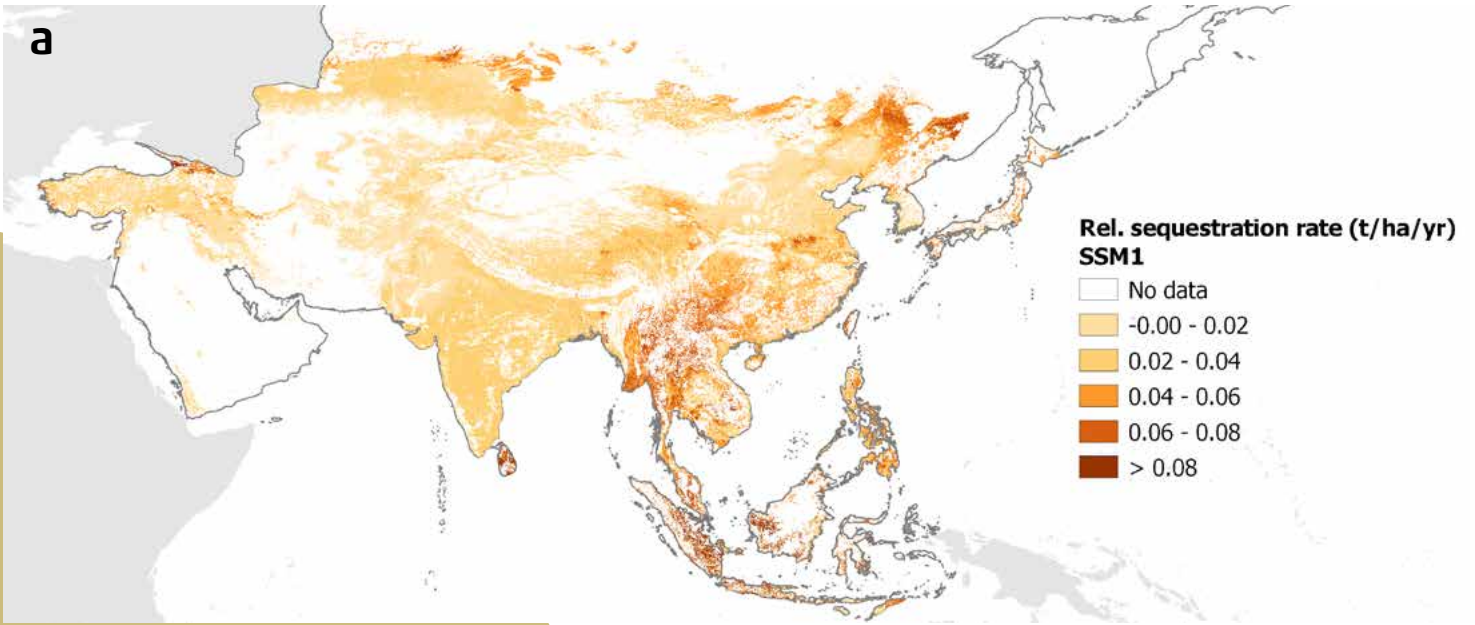 a
Rel. sequestration rate (t/ha/yr)
SSM1
No data
-0.00 - 0.02
0.02 - 0.04
0.04 - 0.06
0.06 - 0.08
> 0.08